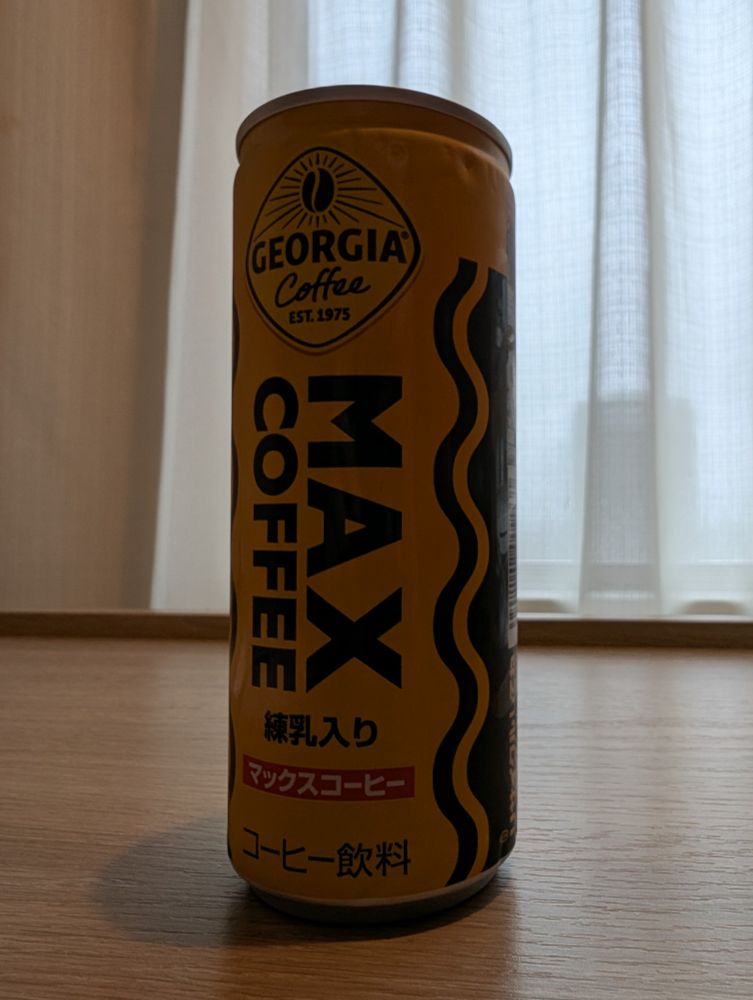 GEORGIA®
Coffee
EST. 1975
MAX
COFFEE
練乳入り
マックスコーヒー
コーヒー飲料